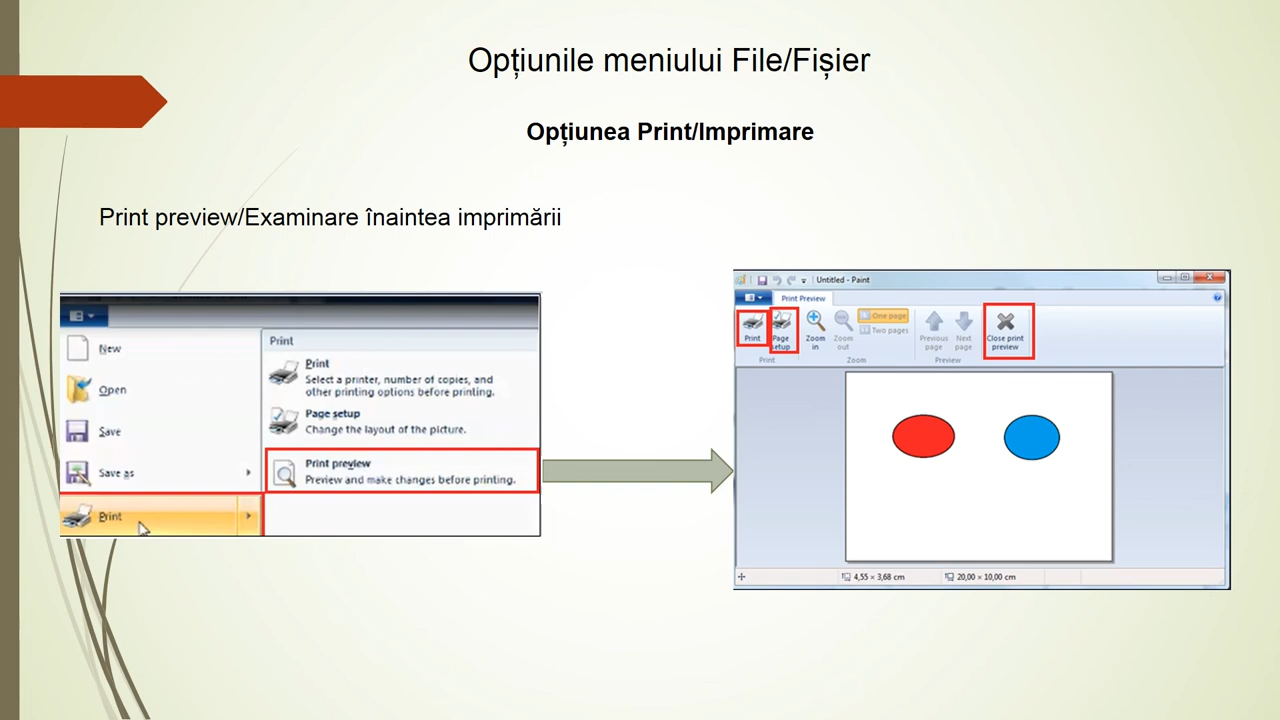 Opțiunile meniului File/Fișier
Opțiunea Print/Imprimare
Print preview/Examinare înaintea imprimării
New
Open
Save
Save as
Print
Print
Print
Select a printer, number of copies, and
other printing options before printing.
Page setup
Change the layout of the picture.
Print preview
Preview and make changes before printing.
Untitled - Paint
Print Preview
Print
Page
setup
Zoom
in
Zoom
out
One page
Two pages
Previous
page
Next
page
Close print
preview
Print
Zoom
Preview
4,55 × 3,68 cm
20,00 × 10,00 cm